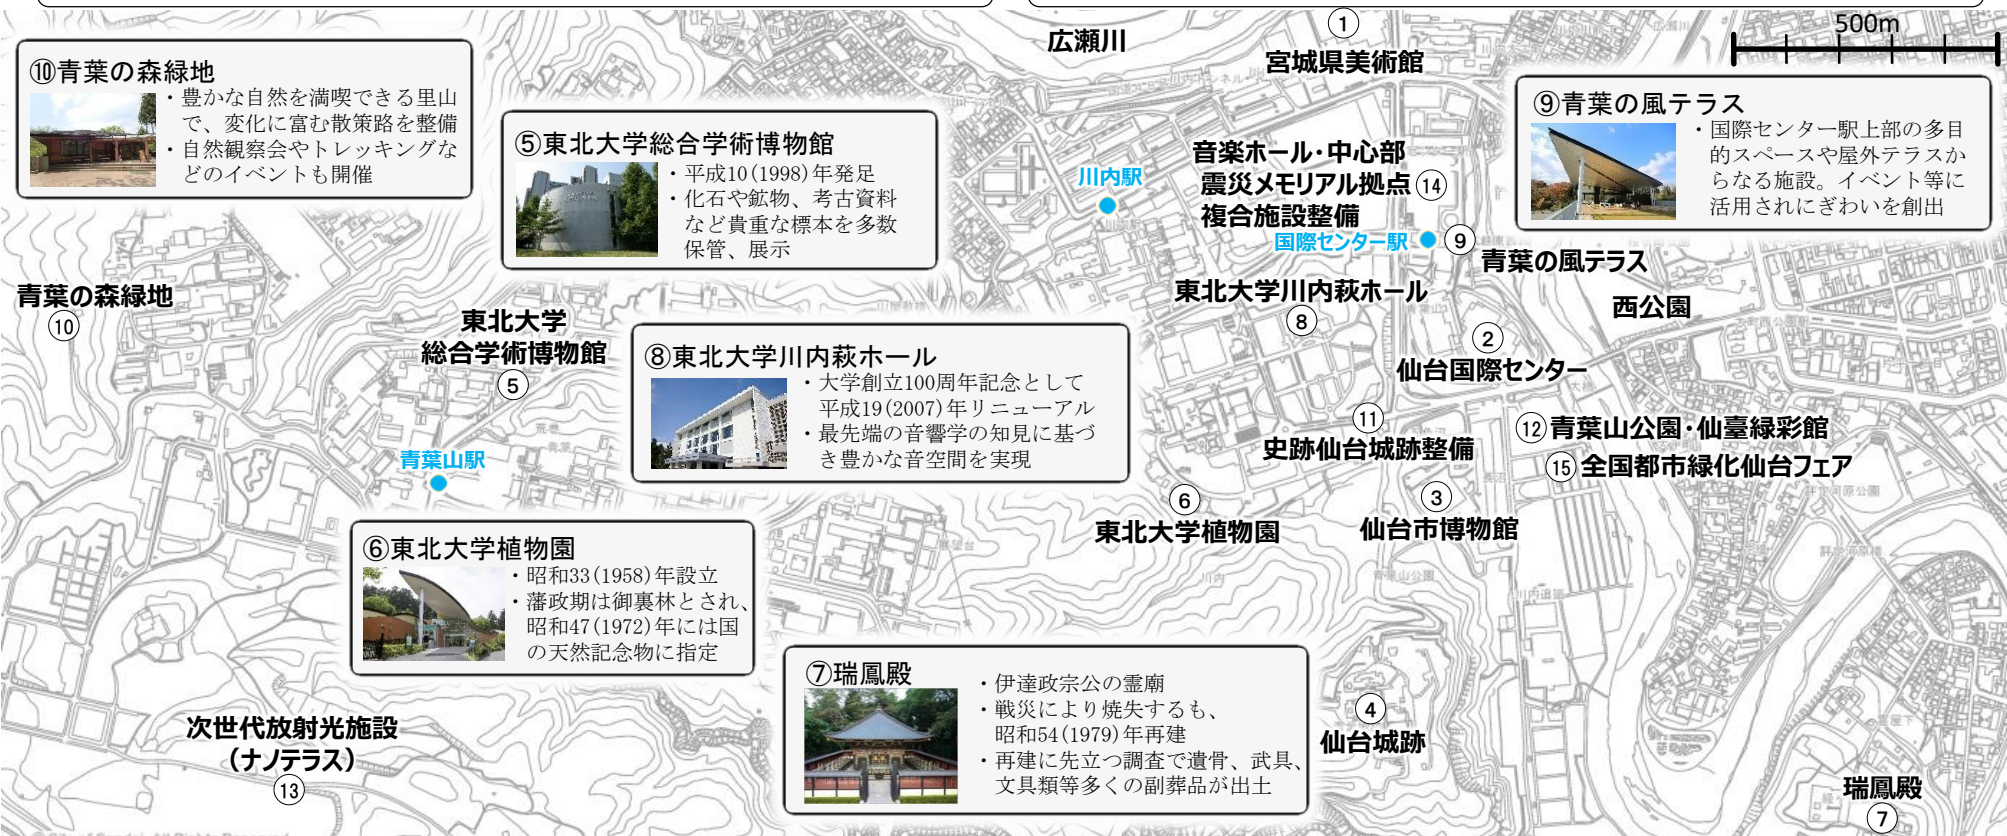 広瀬川
①
宮城県美術館
500m
⑩青葉の森緑地
・豊かな自然を満喫できる里山
で、変化に富む散策路を整備
・自然観察会やトレッキングな
どのイベントも開催
⑤東北大学総合学術博物館
・平成10(1998)年発足
・化石や鉱物、考古資料
など貴重な標本を多数
保管、展示
⑨青葉の風テラス
・国際センター駅上部の多目
的スペースや屋外テラスか
らなる施設。イベント等に
活用されにぎわいを創出
川内駅
音楽ホール・中心部
震災メモリアル拠点
複合施設整備
⑭
国際センター駅
⑨
青葉の風テラス
青葉の森緑地
⑩
東北大学
総合学術博物館
⑤
東北大学川内萩ホール
⑧
西公園
②
仙台国際センター
⑧東北大学川内萩ホール
・大学創立100周年記念として
平成19(2007)年リニューアル
・最先端の音響学の知見に基づ
き豊かな音空間を実現
⑪
史跡仙台城跡整備
⑫青葉山公園・仙臺緑彩館
⑮全国都市緑化仙台フェア
青葉山駅
⑥
東北大学植物園
③
仙台市博物館
⑥東北大学植物園
・昭和33(1958)年設立
・藩政期は御裏林とされ、
昭和47(1972)年には国
の天然記念物に指定
⑦瑞鳳殿
・伊達政宗公の霊廟
・戦災により焼失するも、
昭和54(1979)年再建
・再建に先立つ調査で遺骨、武具、
文具類等多くの副葬品が出土
④
仙台城跡
次世代放射光施設
（ナノテラス）
⑬
瑞鳳殿
⑦